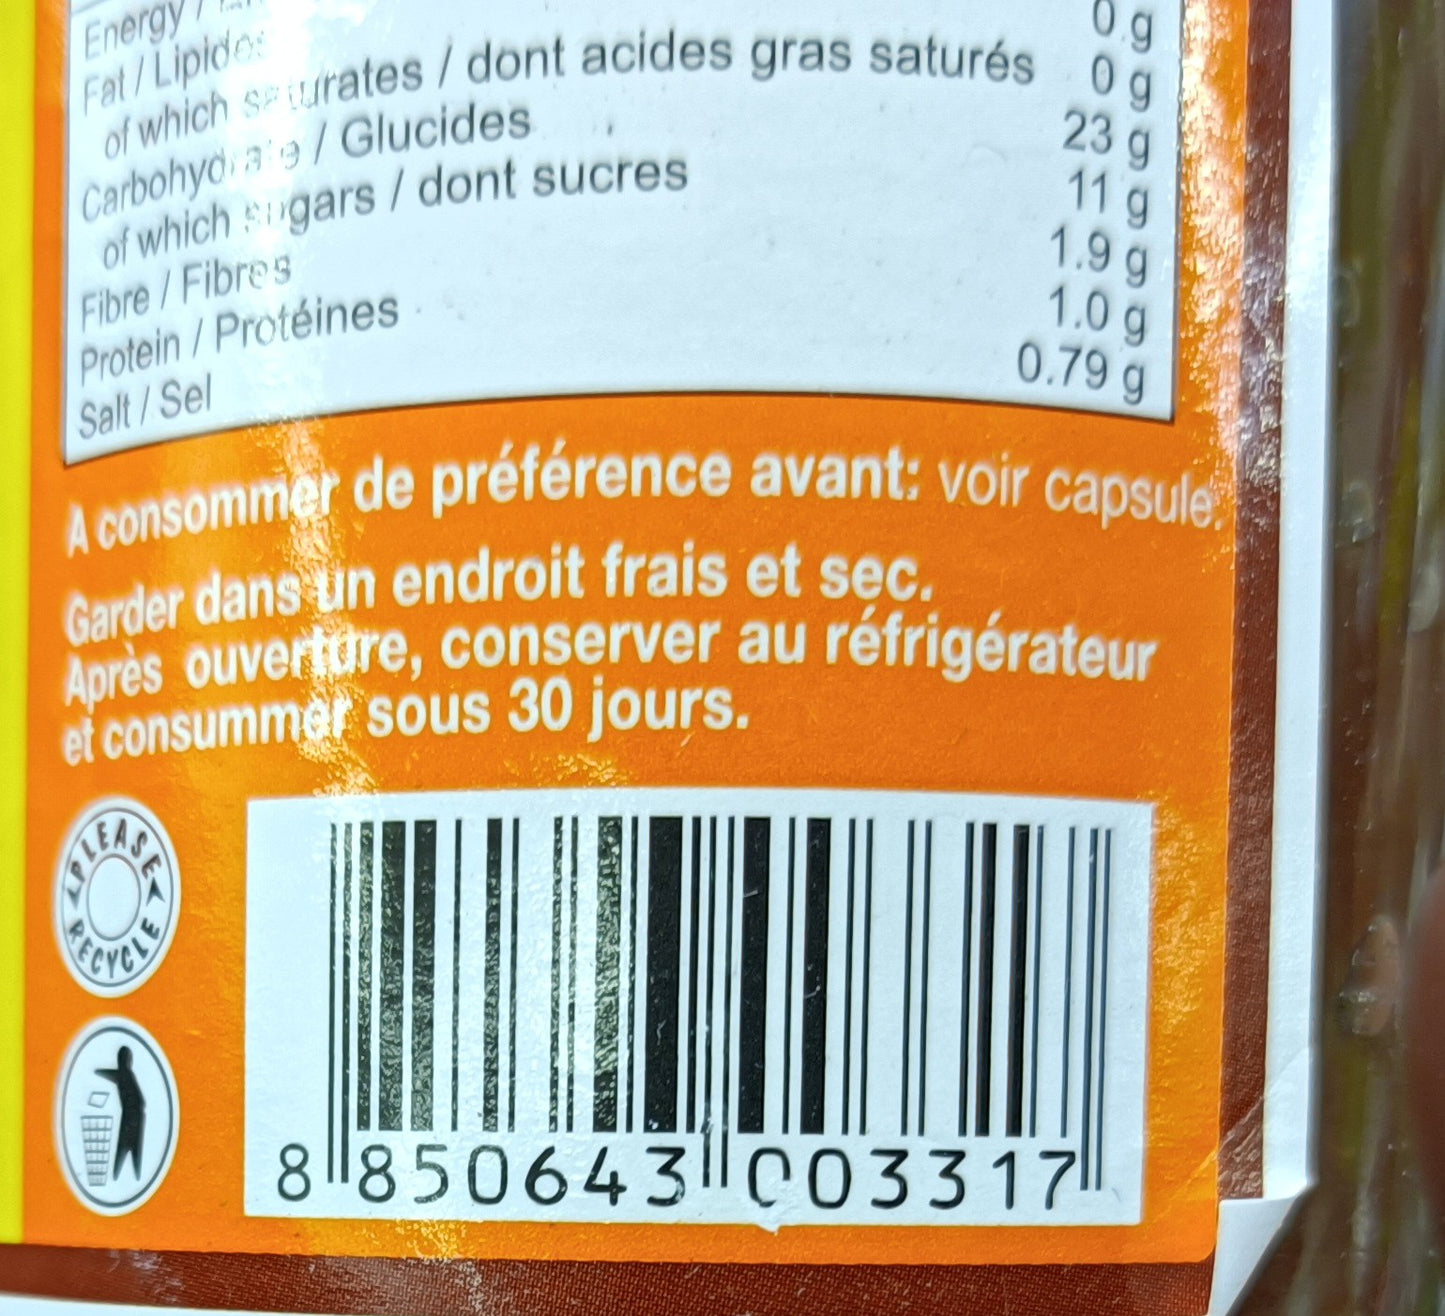 Energy /
Fat / Lipides 0 g
of which saturates / dont acides gras saturés 0 g
Carbohydrate / Glucides 23 g
of which sugars / dont sucres 11 g
Fibre / Fibres 1.9 g
Protein / Protéines 1.0 g
Salt / Sel 0.79 g
A consommer de préférence avant: voir capsule.
Garder dans un endroit frais et sec.
Après ouverture, conserver au réfrigérateur
et consummer sous 30 jours.
PLEASE
RECYCLE
8 850643 003317